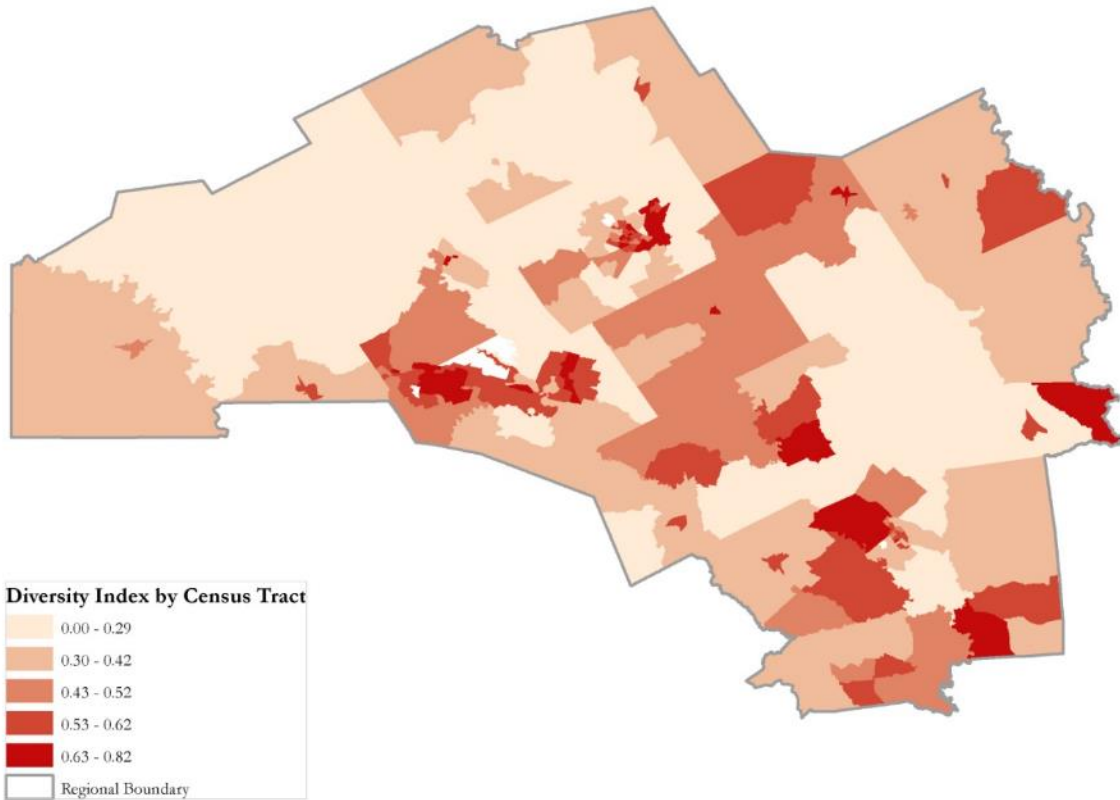 Diversity Index by Census Tract
0.00 - 0.29
0.30 - 0.42
0.43 - 0.52
0.53 - 0.62
0.63 - 0.82
Regional Boundary